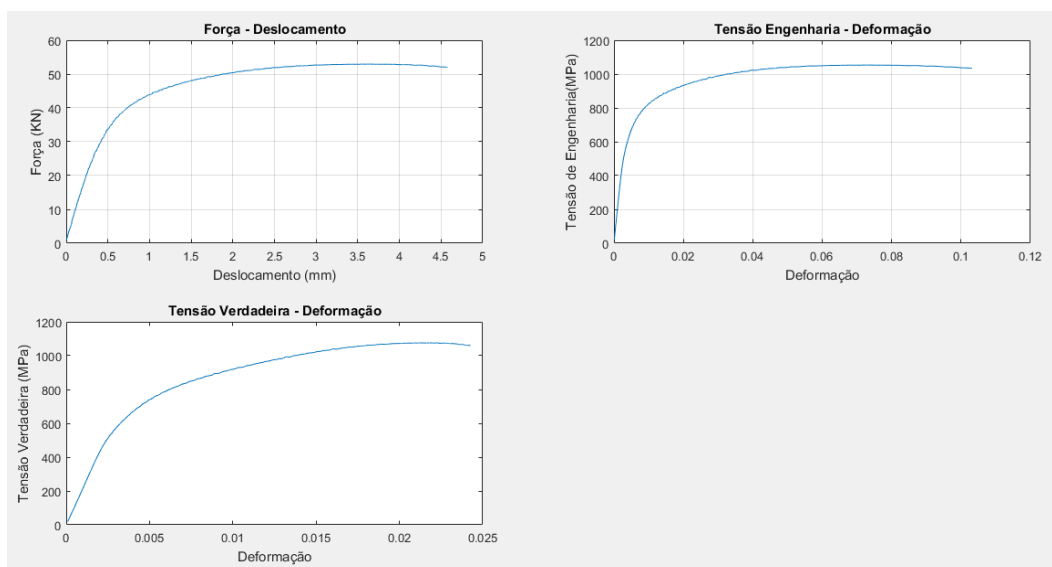 Força - Deslocamento
60
50
40
30
20
10
0
Força (KN)
0 0.5 1 1.5 2 2.5 3 3.5 4 4.5 5
Deslocamento (mm)
Tensão Engenharia - Deformação
1200
1000
800
600
400
200
0
Tensão de Engenharia(MPa)
0 0.02 0.04 0.06 0.08 0.1 0.12
Deformação
Tensão Verdadeira - Deformação
1200
1000
800
600
400
200
0
Tensão Verdadeira (MPa)
0 0.005 0.01 0.015 0.02 0.025
Deformação